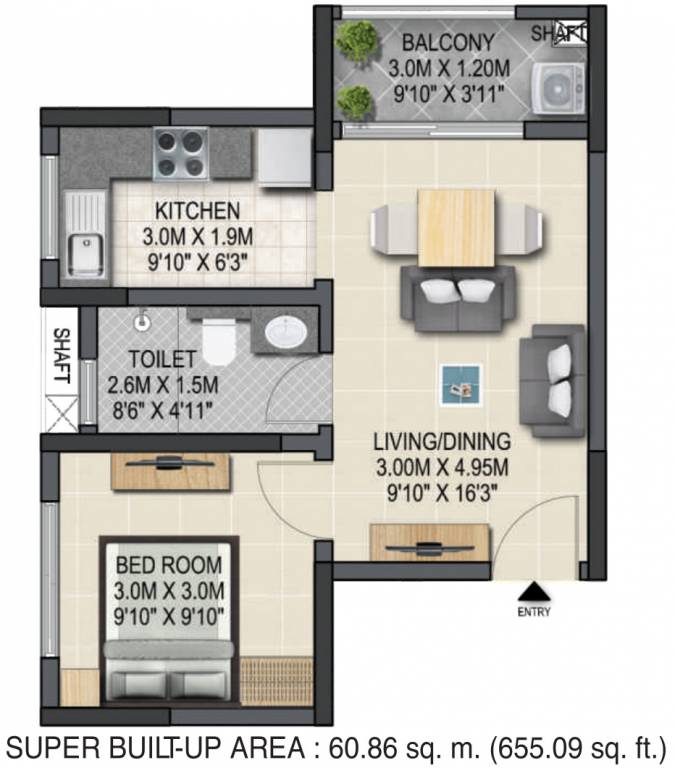 SHAFT
BALCONY
3.0M X 1.20M
9'10" X 3'11"
KITCHEN
3.0M X 1.9M
9'10" X 6'3"
SHAFT
TOILET
2.6M X 1.5M
8'6" X 4'11"
LIVING/DINING
3.00M X 4.95M
9'10" X 16'3"
BED ROOM
3.0M X 3.0M
9'10" X 9'10"
ENTRY
SUPER BUILT-UP AREA : 60.86 sq. m. (655.09 sq. ft.)